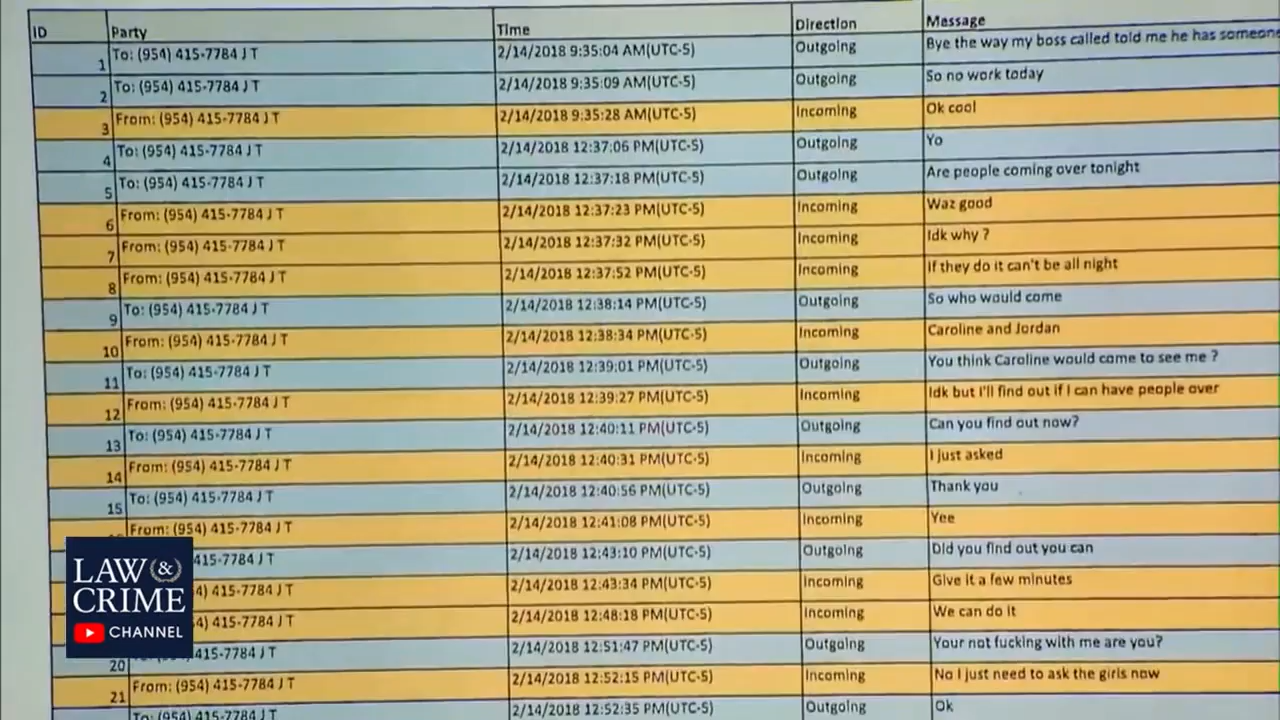 ID Party Time Direction Message
1 To: (954) 415-7784 J T 2/14/2018 9:35:04 AM(UTC-5) Outgoing Bye the way my boss called told me he has someone
2 To: (954) 415-7784 J T 2/14/2018 9:35:09 AM(UTC-5) Outgoing So no work today
3 From: (954) 415-7784 J T 2/14/2018 9:35:28 AM(UTC-5) Incoming Ok cool
4 To: (954) 415-7784 J T 2/14/2018 12:37:06 PM(UTC-5) Outgoing Yo
5 To: (954) 415-7784 J T 2/14/2018 12:37:18 PM(UTC-5) Outgoing Are people coming over tonight
6 From: (954) 415-7784 J T 2/14/2018 12:37:23 PM(UTC-5) Incoming Waz good
7 From: (954) 415-7784 J T 2/14/2018 12:37:32 PM(UTC-5) Incoming Idk why ?
8 From: (954) 415-7784 J T 2/14/2018 12:37:52 PM(UTC-5) Incoming If they do it can't be all night
9 To: (954) 415-7784 J T 2/14/2018 12:38:14 PM(UTC-5) Outgoing So who would come
10 From: (954) 415-7784 J T 2/14/2018 12:38:34 PM(UTC-5) Incoming Caroline and Jordan
11 To: (954) 415-7784 J T 2/14/2018 12:39:01 PM(UTC-5) Outgoing You think Caroline would come to see me ?
12 From: (954) 415-7784 J T 2/14/2018 12:39:27 PM(UTC-5) Incoming Idk but I'll find out if I can have people over
13 To: (954) 415-7784 J T 2/14/2018 12:40:11 PM(UTC-5) Outgoing Can you find out now?
14 From: (954) 415-7784 J T 2/14/2018 12:40:31 PM(UTC-5) Incoming I just asked
15 To: (954) 415-7784 J T 2/14/2018 12:40:56 PM(UTC-5) Outgoing Thank you
From: (954) 415-7784 J T 2/14/2018 12:41:08 PM(UTC-5) Incoming Yee
415-7784 J T 2/14/2018 12:43:10 PM(UTC-5) Outgoing Did you find out you can
415-7784 J T 2/14/2018 12:43:34 PM(UTC-5) Incoming Give it a few minutes
415-7784 J T 2/14/2018 12:48:18 PM(UTC-5) Incoming We can do it
20 415-7784 J T 2/14/2018 12:51:47 PM(UTC-5) Outgoing Your not fucking with me are you?
21 From: (954) 415-7784 J T 2/14/2018 12:52:15 PM(UTC-5) Incoming No I just need to ask the girls now
To: (954) 415-7784 J T 2/14/2018 12:52:35 PM(UTC-5) Outgoing Ok
LAW &
CRIME
CHANNEL